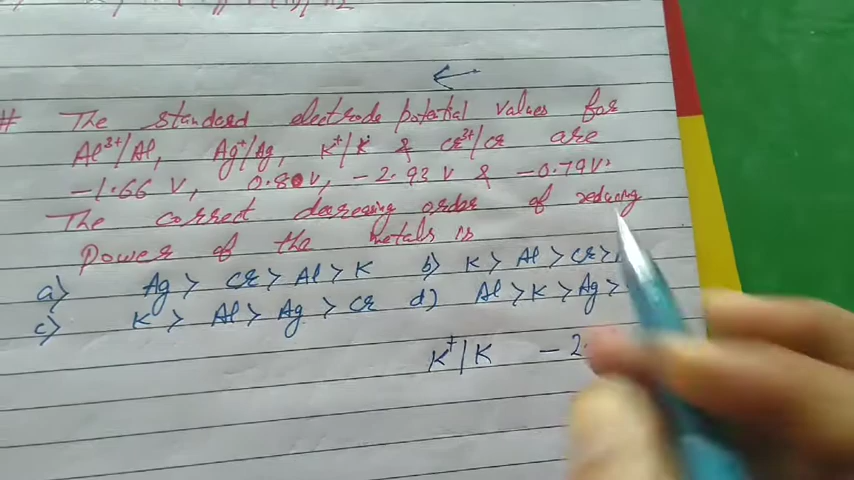 # The standard electrode potential values for
Al³⁺/Al, Ag⁺/Ag, K⁺/K & Cr³⁺/Cr are
-1.66 V, 0.80 V, -2.93 V & -0.79 V.
The correct decreasing order of reducing
Power of the metals is
a) Ag > Cr > Al > K b) K > Al > Cr >
c) K > Al > Ag > Cr d) Al > K > Ag >
K⁺/K -2.